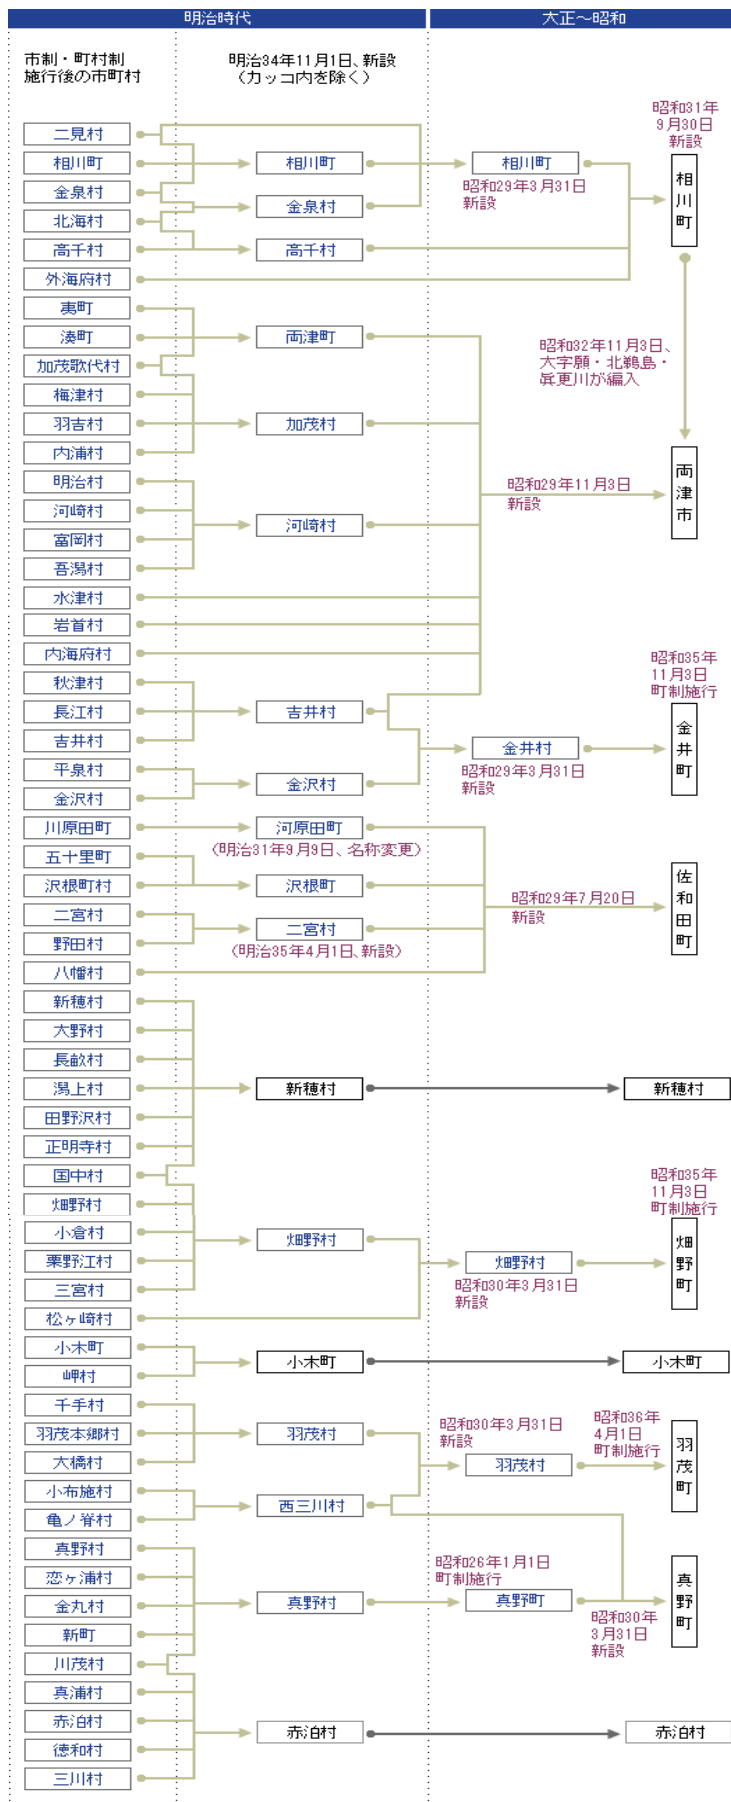 明治時代
大正～昭和
市制・町村制
施行後の市町村
明治34年11月1日、新設
（カッコ内を除く）
二見村
相川町
金泉村
北海村
高千村
外海府村
夷町
湊町
加茂歌代村
梅津村
羽吉村
内浦村
明治村
河崎村
富岡村
吾潟村
水津村
岩首村
内海府村
秋津村
長江村
吉井村
平泉村
金沢村
川原田町
五十里町
沢根町村
二宮村
野田村
八幡村
新穂村
大野村
長畝村
潟上村
田野沢村
正明寺村
国中村
畑野村
小倉村
栗野江村
三宮村
松ヶ崎村
小木町
岬村
千手村
羽茂本郷村
大橋村
小布施村
亀ノ脊村
真野村
恋ヶ浦村
金丸村
新町
川茂村
真浦村
赤泊村
徳和村
三川村
相川町
金泉村
高千村
両津町
加茂村
河崎村
吉井村
金沢村
河原田町
（明治31年9月9日、名称変更）
沢根町
二宮村
（明治35年4月1日、新設）
新穂村
畑野村
小木町
羽茂村
西三川村
真野村
赤泊村
相川町
昭和29年3月31日
新設
昭和31年
9月30日
新設
相川町
昭和32年11月3日、
大字願・北鵜島・
眞更川が編入
昭和29年11月3日
新設
両津市
金井村
昭和29年3月31日
新設
昭和35年
11月3日
町制施行
金井町
昭和29年7月20日
新設
佐和田町
新穂村
畑野村
昭和30年3月31日
新設
昭和35年
11月3日
町制施行
畑野町
小木町
昭和30年3月31日
新設
羽茂村
昭和36年
4月1日
町制施行
羽茂町
昭和26年1月1日
町制施行
真野町
昭和30年
3月31日
新設
真野町
赤泊村